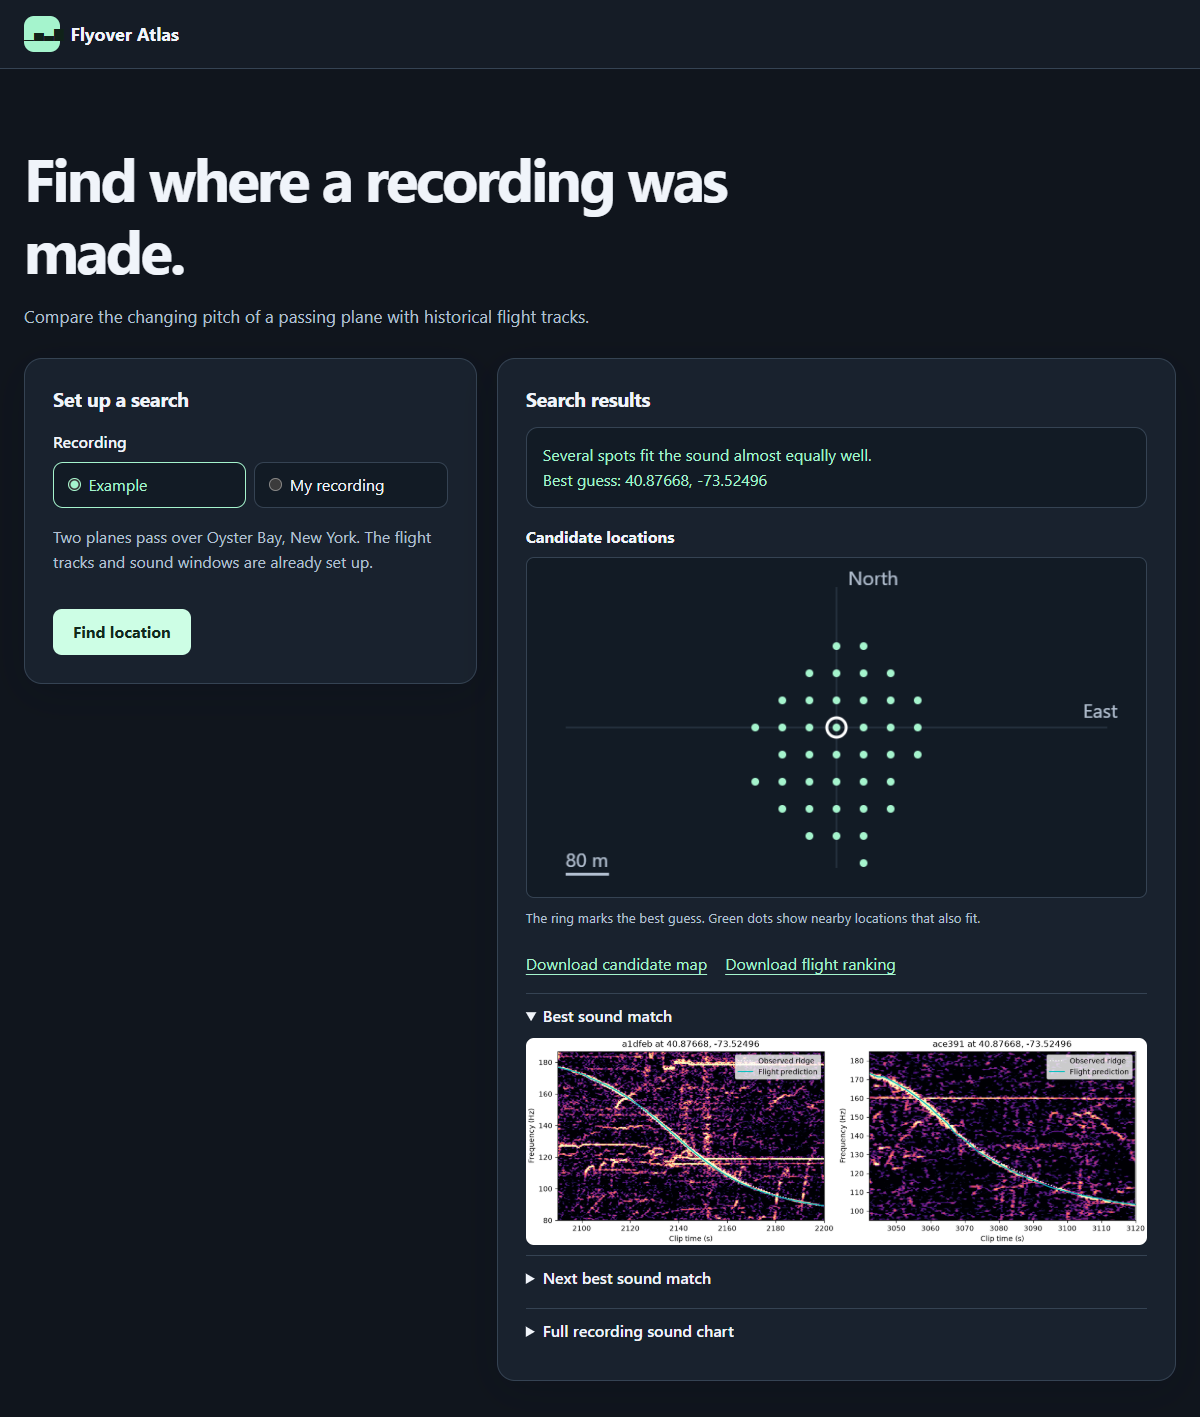 Flyover Atlas
Find where a recording was
made.
Compare the changing pitch of a passing plane with historical flight tracks.
Set up a search
Recording
Example
My recording
Two planes pass over Oyster Bay, New York. The flight
tracks and sound windows are already set up.
Find location
Search results
Several spots fit the sound almost equally well.
Best guess: 40.87668, -73.52496
Candidate locations
North
East
80 m
The ring marks the best guess. Green dots show nearby locations that also fit.
Download candidate map
Download flight ranking
Best sound match
a1dfeb at 40.87668, -73.52496
Observed ridge
Flight prediction
Frequency (Hz)
180
160
140
120
100
80
2100 2120 2140 2160 2180 2200
Clip time (s)
ace391 at 40.87668, -73.52496
Observed ridge
Flight prediction
Frequency (Hz)
180
170
160
150
140
130
120
110
100
3050 3060 3070 3080 3090 3100 3110 3120
Clip time (s)
Next best sound match
Full recording sound chart